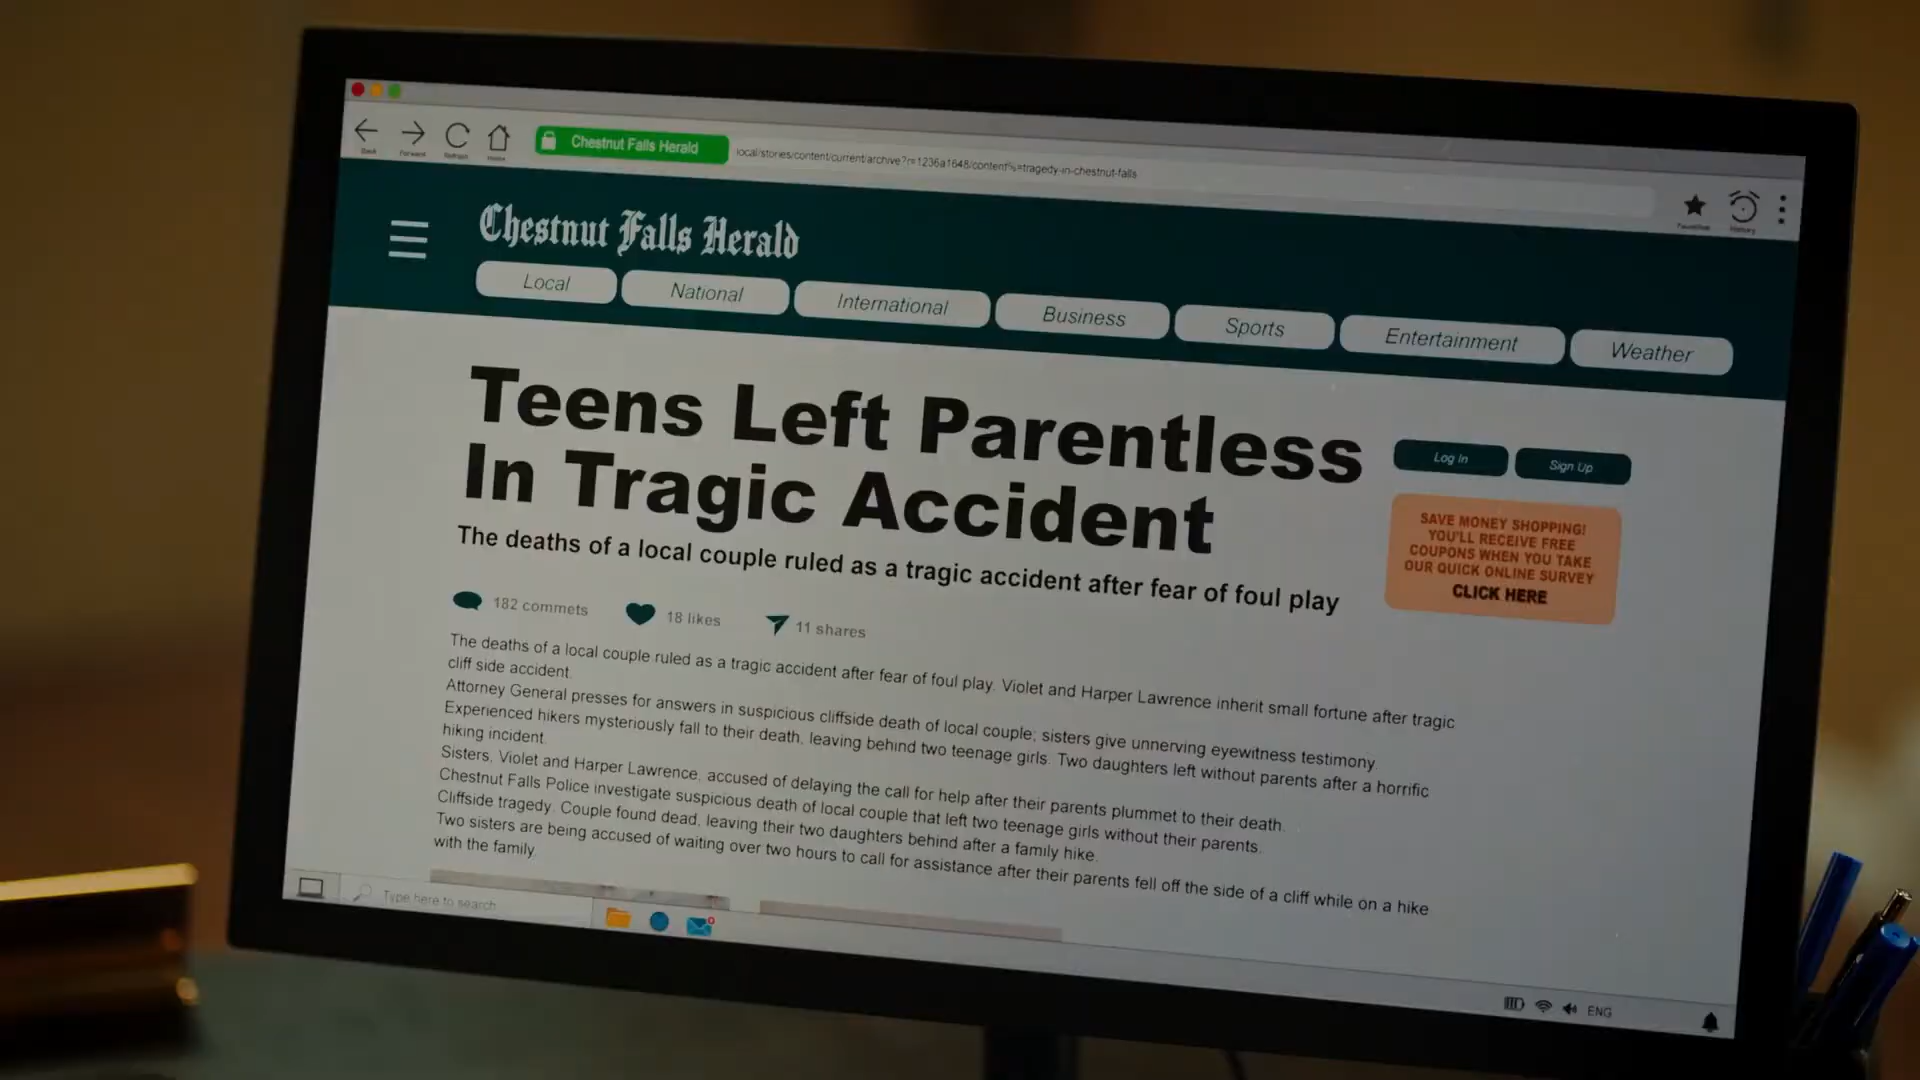 Back
Forward
Refresh
Home
Chestnut Falls Herald
local/stories/content/current/archive?r=1236a1648/content%=tragedy-in-chestnut-falls
Favorites
History
Chestnut Falls Herald
Local
National
International
Business
Sports
Entertainment
Weather
Teens Left Parentless
In Tragic Accident
The deaths of a local couple ruled as a tragic accident after fear of foul play
Log In
Sign Up
SAVE MONEY SHOPPING!
YOU'LL RECEIVE FREE
COUPONS WHEN YOU TAKE
OUR QUICK ONLINE SURVEY
CLICK HERE
182 commets
18 likes
11 shares
The deaths of a local couple ruled as a tragic accident after fear of foul play. Violet and Harper Lawrence inherit small fortune after tragic
cliff side accident.
Attorney General presses for answers in suspicious cliffside death of local couple; sisters give unnerving eyewitness testimony.
Experienced hikers mysteriously fall to their death, leaving behind two teenage girls. Two daughters left without parents after a horrific
hiking incident.
Sisters, Violet and Harper Lawrence, accused of delaying the call for help after their parents plummet to their death.
Chestnut Falls Police investigate suspicious death of local couple that left two teenage girls without their parents.
Cliffside tragedy. Couple found dead, leaving their two daughters behind after a family hike.
Two sisters are being accused of waiting over two hours to call for assistance after their parents fell off the side of a cliff while on a hike
with the family.
Type here to search
ENG